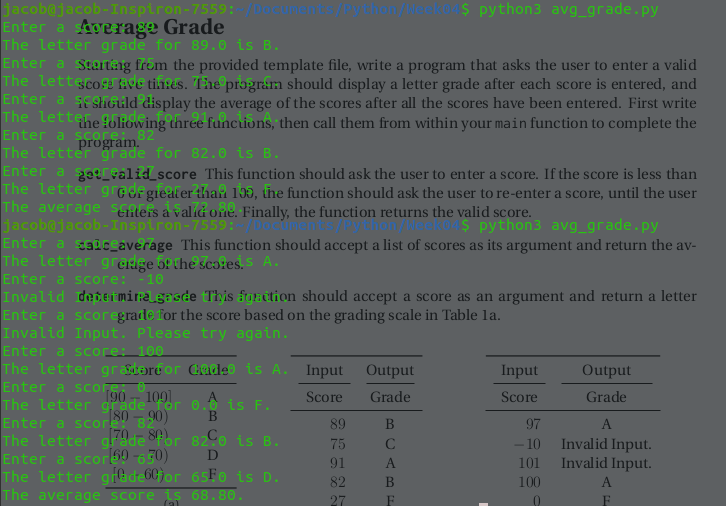 jacob@jacob-Inspiron-7559:~/Documents/Python/Week04$ python3 avg_grade.py
Enter a score: 89
The letter grade for 89.0 is B.
Enter a score: 75
The letter grade for 75.0 is C.
Enter a score: 91
The letter grade for 91.0 is A.
Enter a score: 82
The letter grade for 82.0 is B.
Enter a score: 27
The letter grade for 27.0 is F.
The average score is 72.80.
jacob@jacob-Inspiron-7559:~/Documents/Python/Week04$ python3 avg_grade.py
Enter a score: 97
The letter grade for 97.0 is A.
Enter a score: -10
Invalid Input. Please try again.
Enter a score: 101
Invalid Input. Please try again.
Enter a score: 100
The letter grade for 100.0 is A.
Enter a score: 0
The letter grade for 0.0 is F.
Enter a score: 82
The letter grade for 82.0 is B.
Enter a score: 65
The letter grade for 65.0 is D.
The average score is 68.80.
Average Grade
Starting from the provided template file, write a program that asks the user to enter a valid
score five times. The program should display a letter grade after each score is entered, and
it should display the average of the scores after all the scores have been entered. First write
the following three functions, then call them from within your main function to complete the
program.
get_valid_score This function should ask the user to enter a score. If the score is less than
greater than 100, the function should ask the user to re-enter a score, until the user
enters a valid one. Finally, the function returns the valid score.
average This function should accept a list of scores as its argument and return the av-
erage of the scores.
determine_grade This function should accept a score as an argument and return a letter
grade for the score based on the grading scale in Table 1a.
Score Grade
[90 – 100] A
[80 – 90) B
[70 – 80) C
[60 – 70) D
[0 – 60) F
(a)
Input Output
Score Grade
89 B
75 C
91 A
82 B
27 F
Input Output
Score Grade
97 A
−10 Invalid Input.
101 Invalid Input.
100 A
0 F